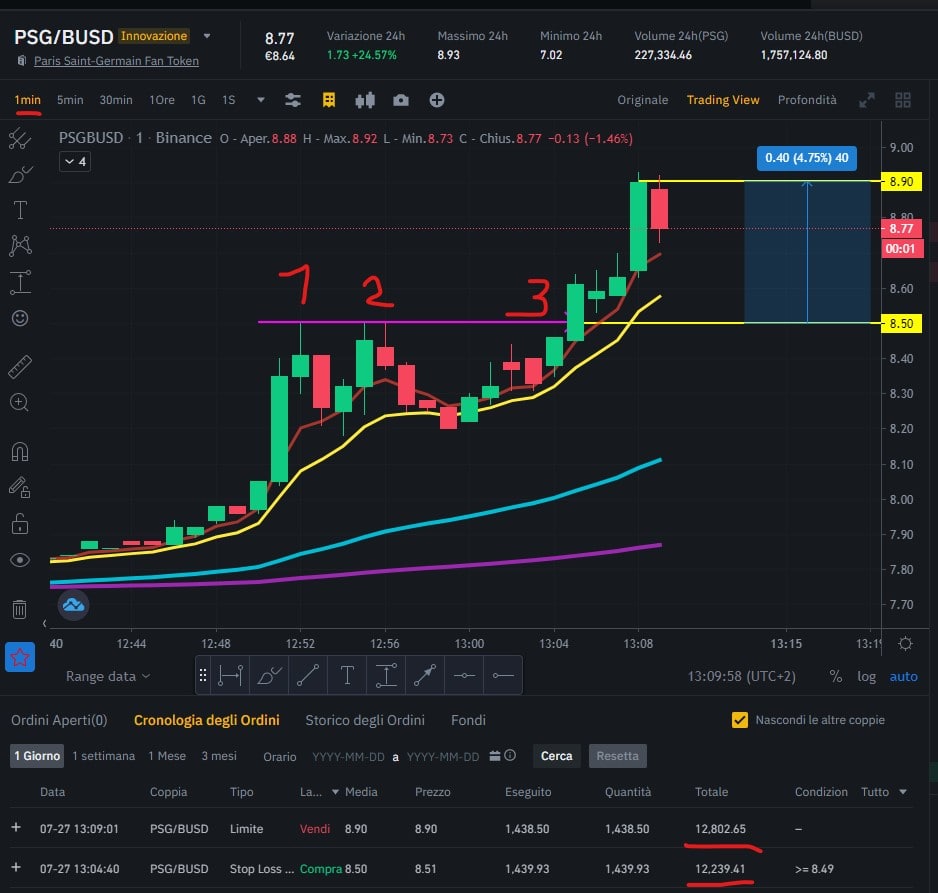 PSG/BUSD Innovazione
Paris Saint-Germain Fan Token
8.77
€8.64
Variazione 24h
1.73 +24.57%
Massimo 24h
8.93
Minimo 24h
7.02
Volume 24h(PSG)
227,334.46
Volume 24h(BUSD)
1,757,124.80
1min 5min 30min 1Ore 1G 1S Originale Trading View Profondità
PSGBUSD · 1 · Binance O - Aper.8.88 H - Max.8.92 L - Min.8.73 C - Chius.8.77 −0.13 (−1.46%)
4
0.40 (4.75%) 40
9.00
8.90
8.80
8.77
00:01
8.60
8.50
8.40
8.30
8.20
8.10
8.00
7.90
7.80
7.70
1 2 3
:40 12:44 12:48 12:52 12:56 13:00 13:04 13:08 13:15 13:19
Range data 13:09:58 (UTC+2) % log auto
Ordini Aperti(0) Cronologia degli Ordini Storico degli Ordini Fondi Nascondi le altre coppie
1 Giorno 1 settimana 1 Mese 3 mesi Orario YYYY-MM-DD a YYYY-MM-DD Cerca Resetta
Data Coppia Tipo La... Media Prezzo Eseguito Quantità Totale Condizion Tutto
07-27 13:09:01 PSG/BUSD Limite Vendi 8.90 8.90 1,438.50 1,438.50 12,802.65 –
07-27 13:04:40 PSG/BUSD Stop Loss ... Compra 8.50 8.51 1,439.93 1,439.93 12,239.41 >= 8.49